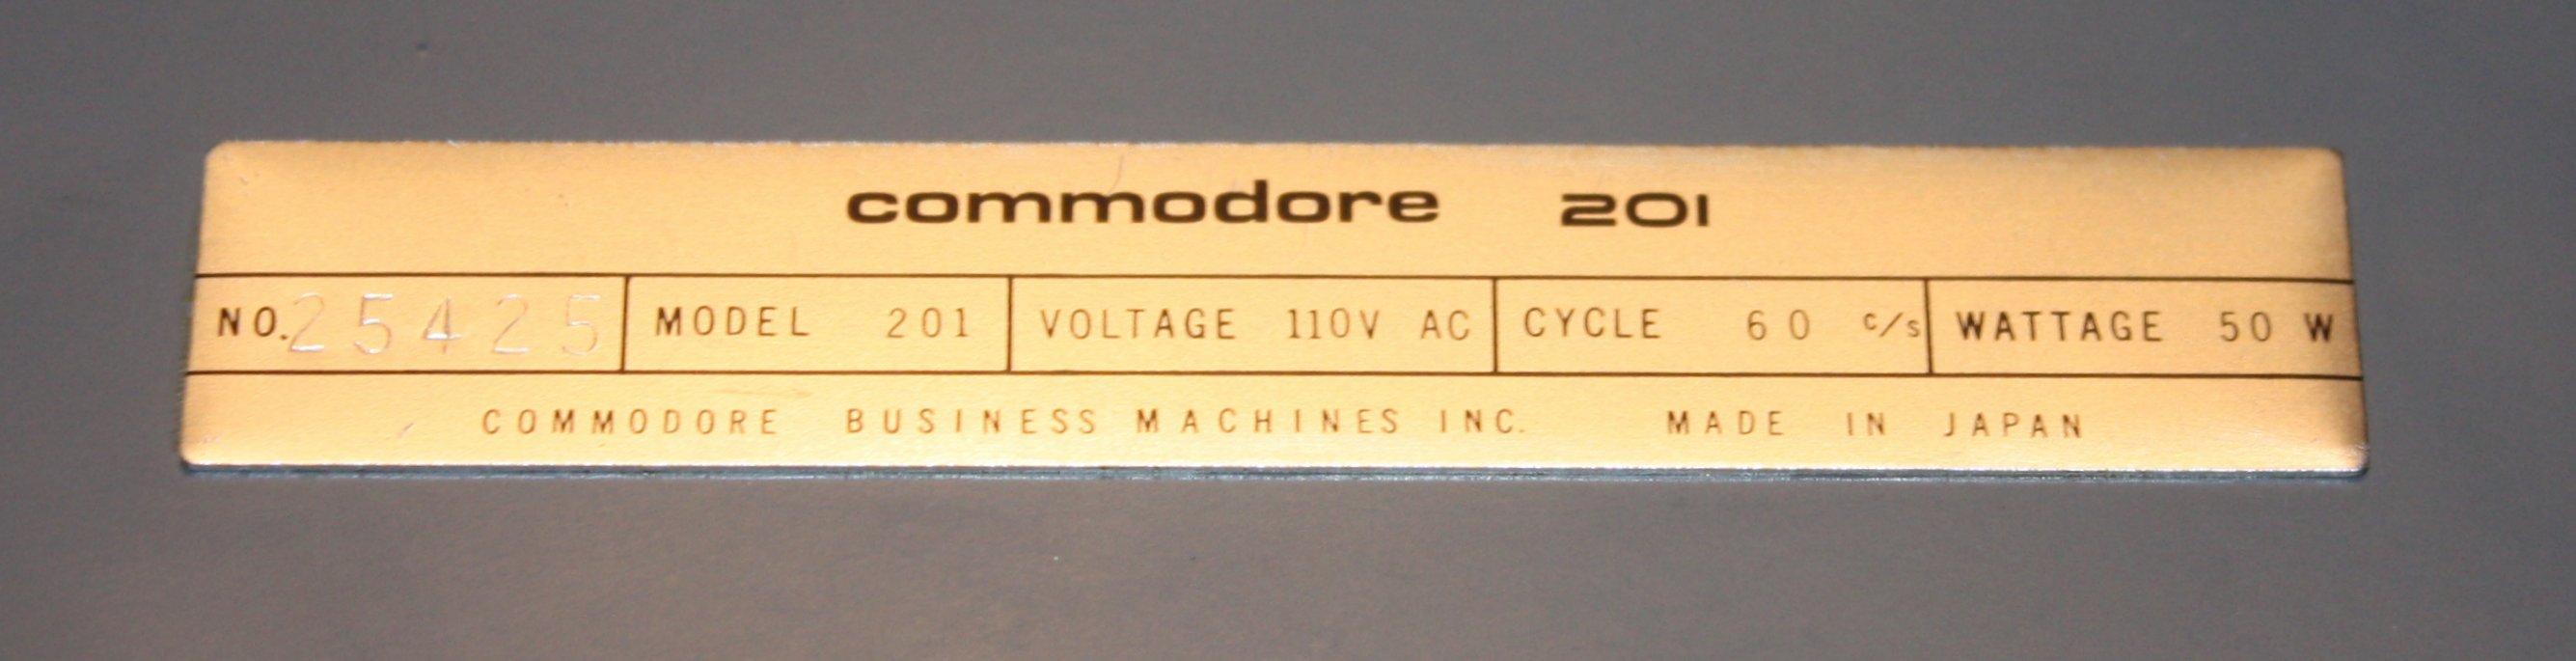 commodore 201
NO. 25425 MODEL 201 VOLTAGE 110V AC CYCLE 60 c/s WATTAGE 50 W
COMMODORE BUSINESS MACHINES INC. MADE IN JAPAN